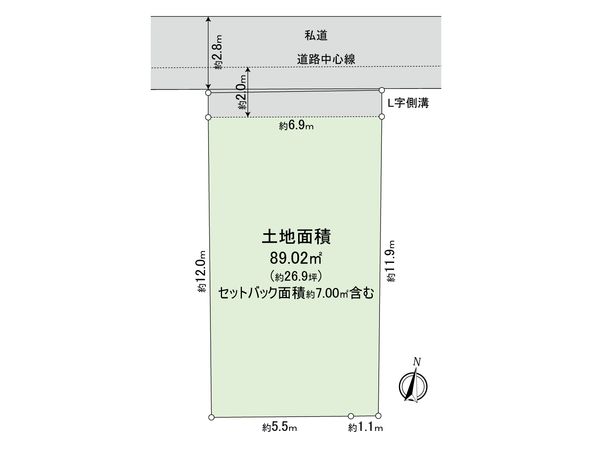 私道
約2.8m
道路中心線
約2.0m
L字側溝
約6.9m
土地面積
89.02㎡
(約26.9坪)
セットバック面積約7.00㎡含む
約12.0m
約11.9m
N
約5.5m
約1.1m